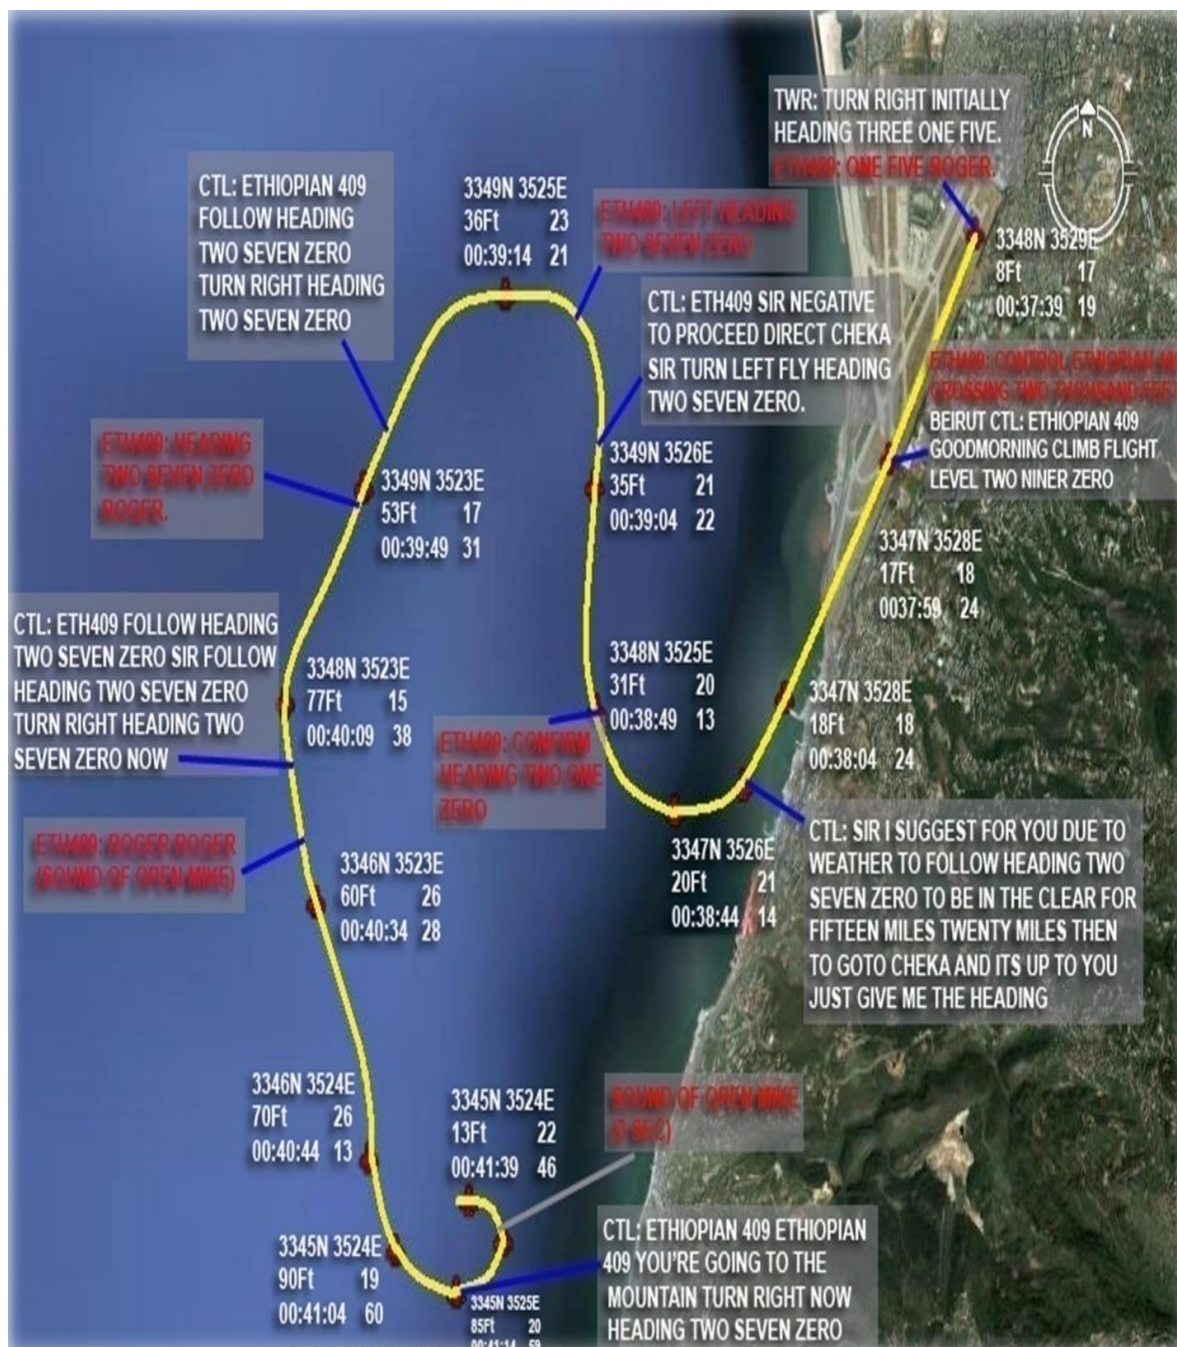 TWR: TURN RIGHT INITIALLY
HEADING THREE ONE FIVE.
ETH409: ONE FIVE ROGER.
N
3348N 3529E
8Ft 17
00:37:39 19
ETH409: CONTROL ETHIOPIAN
CROSSING TWO THOUSAND FEET
BEIRUT CTL: ETHIOPIAN 409
GOODMORNING CLIMB FLIGHT
LEVEL TWO NINER ZERO
3347N 3528E
17Ft 18
0037:59 24
3347N 3528E
18Ft 18
00:38:04 24
CTL: SIR I SUGGEST FOR YOU DUE TO
WEATHER TO FOLLOW HEADING TWO
SEVEN ZERO TO BE IN THE CLEAR FOR
FIFTEEN MILES TWENTY MILES THEN
TO GOTO CHEKA AND ITS UP TO YOU
JUST GIVE ME THE HEADING
3347N 3526E
20Ft 21
00:38:44 14
3348N 3525E
31Ft 20
00:38:49 13
ETH409: CONFIRM
HEADING TWO ONE
ZERO
3349N 3526E
35Ft 21
00:39:04 22
CTL: ETH409 SIR NEGATIVE
TO PROCEED DIRECT CHEKA
SIR TURN LEFT FLY HEADING
TWO SEVEN ZERO.
ETH409: LEFT HEADING
TWO SEVEN ZERO
3349N 3525E
36Ft 23
00:39:14 21
CTL: ETHIOPIAN 409
FOLLOW HEADING
TWO SEVEN ZERO
TURN RIGHT HEADING
TWO SEVEN ZERO
ETH409: HEADING
TWO SEVEN ZERO
ROGER.
3349N 3523E
53Ft 17
00:39:49 31
CTL: ETH409 FOLLOW HEADING
TWO SEVEN ZERO SIR FOLLOW
HEADING TWO SEVEN ZERO
TURN RIGHT HEADING TWO
SEVEN ZERO NOW
3348N 3523E
77Ft 15
00:40:09 38
ETH409: ROGER ROGER
(SOUND OF OPEN MIKE)
3346N 3523E
60Ft 26
00:40:34 28
3346N 3524E
70Ft 26
00:40:44 13
3345N 3524E
90Ft 19
00:41:04 60
3345N 3525E
85Ft 20
00:41:14 59
CTL: ETHIOPIAN 409 ETHIOPIAN
409 YOU'RE GOING TO THE
MOUNTAIN TURN RIGHT NOW
HEADING TWO SEVEN ZERO
SOUND OF OPEN MIKE
3345N 3524E
13Ft 22
00:41:39 46